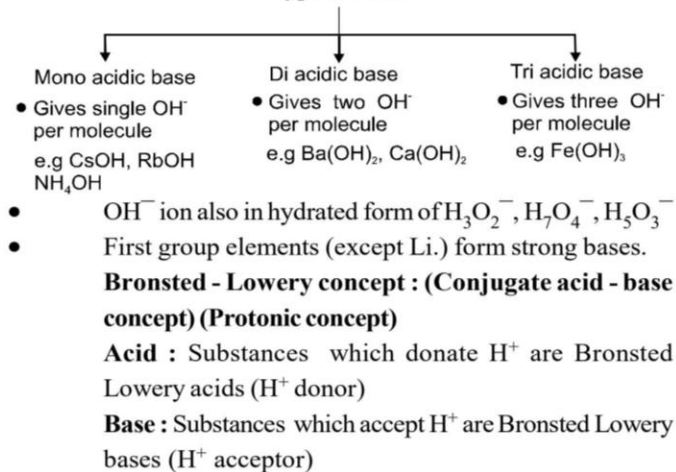 Mono acidic base
• Gives single OH⁻
per molecule
e.g CsOH, RbOH
NH₄OH
Di acidic base
• Gives two OH⁻
per molecule
e.g Ba(OH)₂, Ca(OH)₂
Tri acidic base
• Gives three OH⁻
per molecule
e.g Fe(OH)₃
• OH⁻ ion also in hydrated form of H₃O₂⁻, H₇O₄⁻, H₅O₃⁻
• First group elements (except Li.) form strong bases.
Bronsted - Lowery concept : (Conjugate acid - base
concept) (Protonic concept)
Acid : Substances which donate H⁺ are Bronsted
Lowery acids (H⁺ donor)
Base : Substances which accept H⁺ are Bronsted Lowery
bases (H⁺ acceptor)